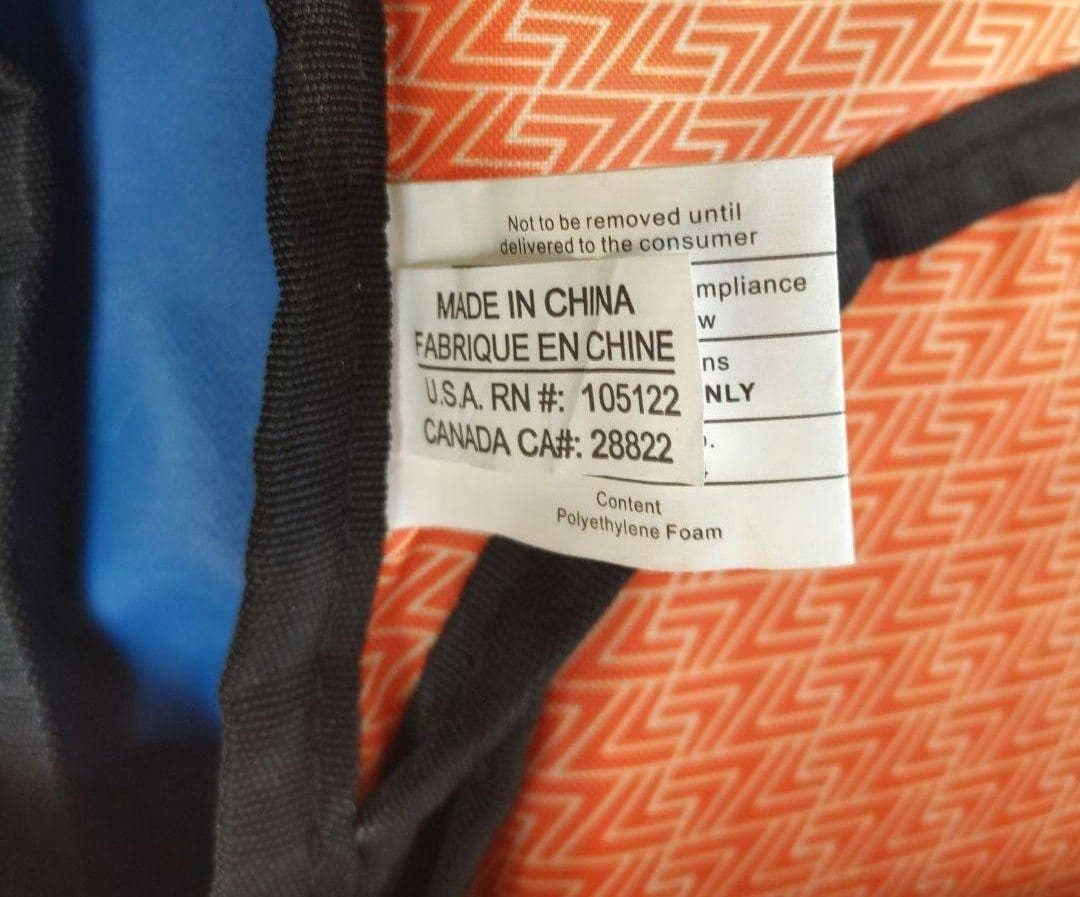 Not to be removed until
delivered to the consumer
MADE IN CHINA
FABRIQUE EN CHINE
U.S.A. RN #: 105122
CANADA CA#: 28822
mpliance
w
ns
NLY
Content
Polyethylene Foam